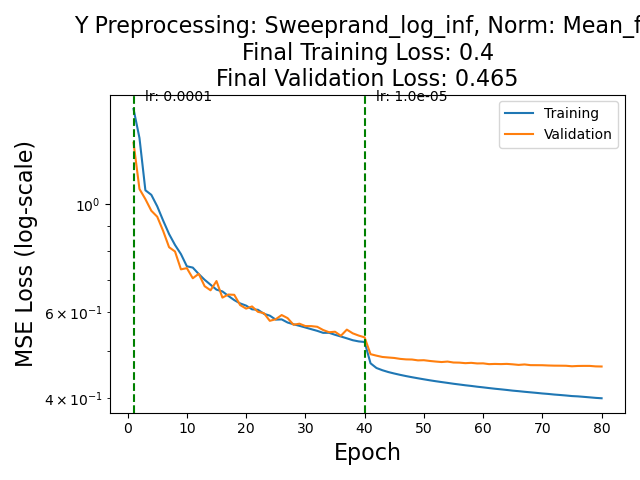 Y Preprocessing: Sweeprand_log_inf, Norm: Mean_f
Final Training Loss: 0.4
Final Validation Loss: 0.465
lr: 0.0001
lr: 1.0e-05
Training
Validation
MSE Loss (log-scale)
10⁰
6 × 10⁻¹
4 × 10⁻¹
0 10 20 30 40 50 60 70 80
Epoch